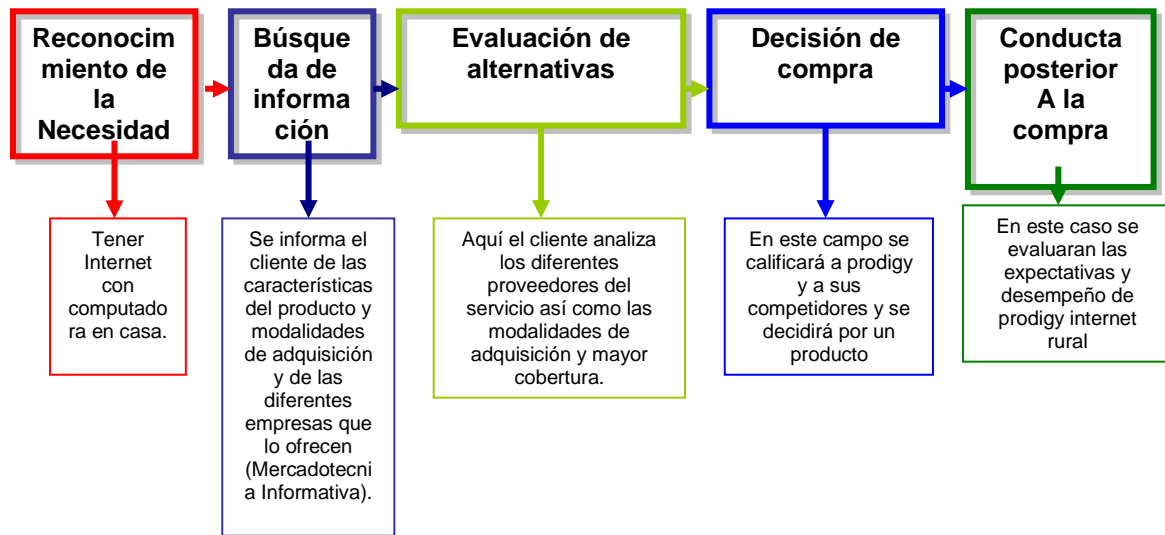 Reconocim
miento de
la
Necesidad
Búsque
da de
informa
ción
Evaluación de
alternativas
Decisión de
compra
Conducta
posterior
A la
compra
Tener
Internet
con
computado
ra en casa.
Se informa el
cliente de las
características
del producto y
modalidades
de adquisición
y de las
diferentes
empresas que
lo ofrecen
(Mercadotecni
a Informativa).
Aquí el cliente analiza
los diferentes
proveedores del
servicio así como las
modalidades de
adquisición y mayor
cobertura.
En este campo se
calificará a prodigy
y a sus
competidores y se
decidirá por un
producto
En este caso se
evaluaran las
expectativas y
desempeño de
prodigy internet
rural